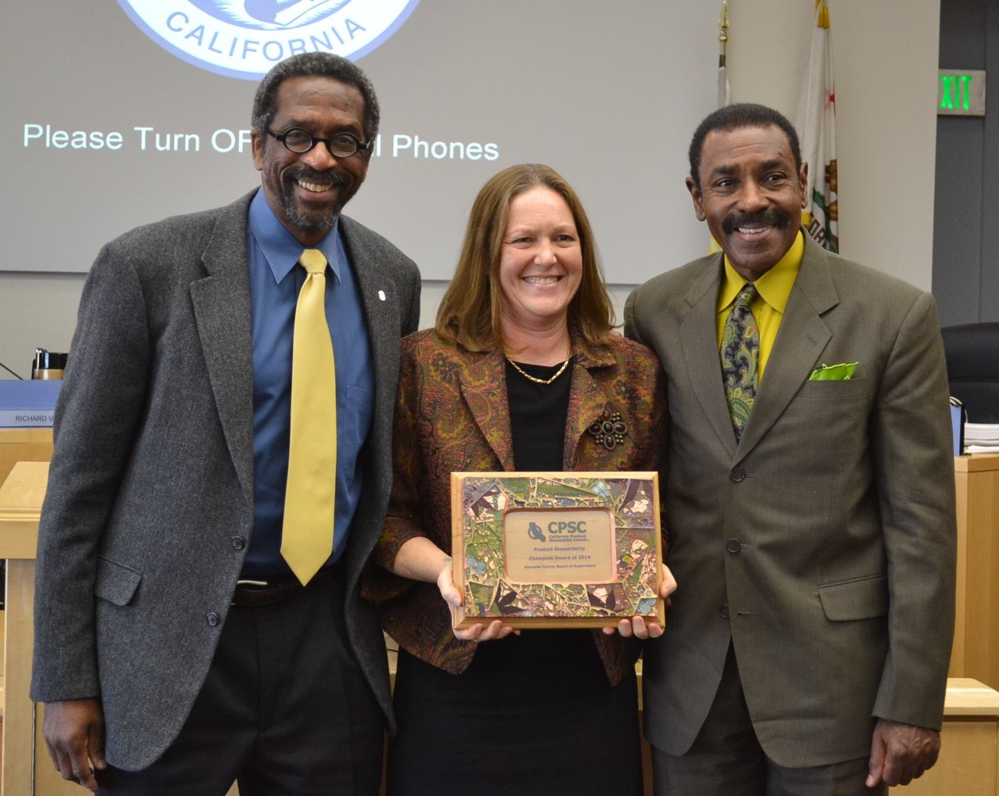 CALIFORNIA
Please Turn OF l Phones
EXIT
RICHARD V
CPSC
California Product
Stewardship Council
Product Stewardship
Champion Award of 2014
Alameda County Board of Supervisors